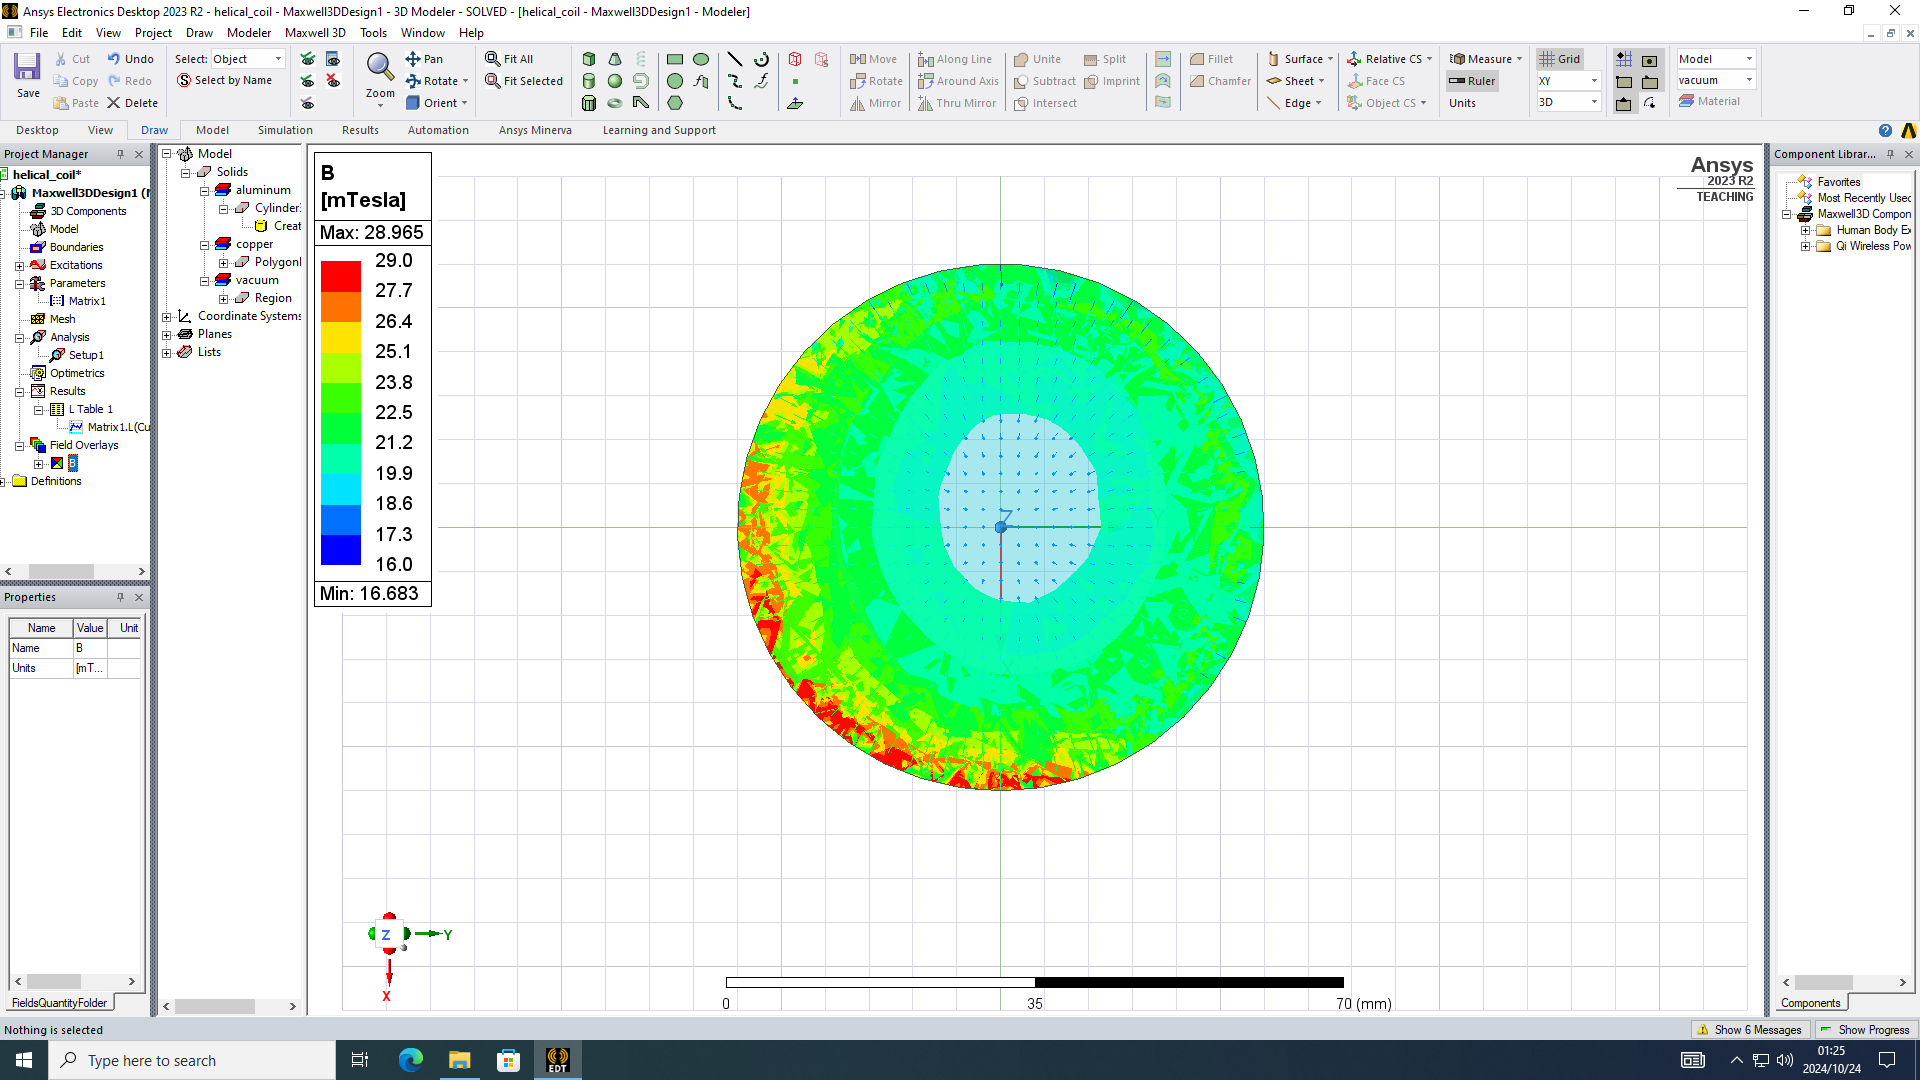 Ansys Electronics Desktop 2023 R2 - helical_coil - Maxwell3DDesign1 - 3D Modeler - SOLVED - [helical_coil - Maxwell3DDesign1 - Modeler]
File Edit View Project Draw Modeler Maxwell 3D Tools Window Help
Save
Cut Undo
Copy Redo
Paste Delete
Select: Object
Select by Name
Zoom
Pan
Rotate
Orient
Fit All
Fit Selected
Move Along Line Unite Split Fillet Surface Relative CS Measure Grid Model
Rotate Around Axis Subtract Imprint Chamfer Sheet Face CS Ruler XY vacuum
Mirror Thru Mirror Intersect Edge Object CS Units 3D Material
Desktop View Draw Model Simulation Results Automation Ansys Minerva Learning and Support
Project Manager
helical_coil*
Maxwell3DDesign1 (
3D Components
Model
Boundaries
Excitations
Parameters
Matrix1
Mesh
Analysis
Setup1
Optimetrics
Results
L Table 1
Matrix1.L(Cu
Field Overlays
B
Definitions
Properties
Name Value Unit
Name B
Units [mT...
FieldsQuantityFolder
Model
Solids
aluminum
Cylinder
Creat
copper
Polygon
vacuum
Region
Coordinate Systems
Planes
Lists
B
[mTesla]
Max: 28.965
29.0
27.7
26.4
25.1
23.8
22.5
21.2
19.9
18.6
17.3
16.0
Min: 16.683
Ansys
2023 R2
TEACHING
Z
Z
Y
X
0 35 70 (mm)
Component Librar...
Favorites
Most Recently Used
Maxwell3D Compon
Human Body Ex
Qi Wireless Pow
Components
Nothing is selected
Show 6 Messages Show Progress
Type here to search
EDT
01:25
2024/10/24